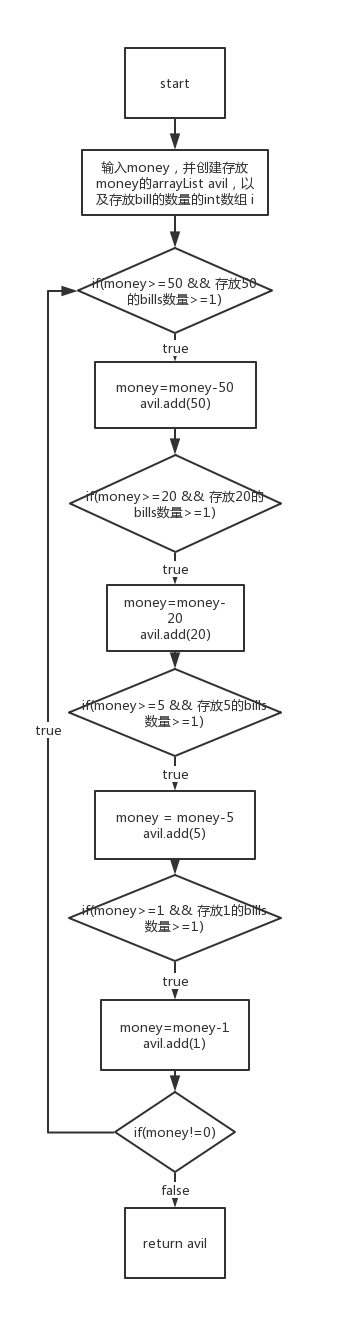 start
输入money，并创建存放
money的arrayList avil，以
及存放bill的数量的int数组 i
if(money>=50 && 存放50
的bills数量>=1)
true
money=money-50
avil.add(50)
if(money>=20 && 存放20的
bills数量>=1)
true
money=money-
20
avil.add(20)
if(money>=5 && 存放5的bills
数量>=1)
true
true
money = money-5
avil.add(5)
if(money>=1 && 存放1的bills
数量>=1)
true
money=money-1
avil.add(1)
if(money!=0)
false
return avil